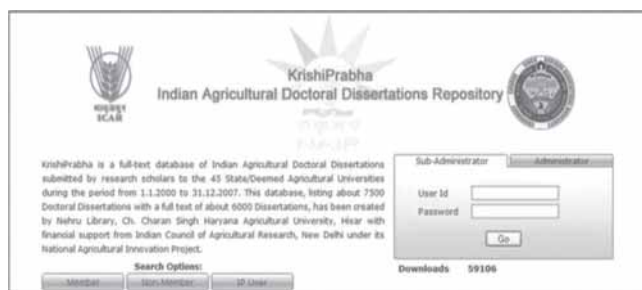 ICAR
KrishiPrabha
Indian Agricultural Doctoral Dissertations Repository
KrishiPrabha is a full-text database of Indian Agricultural Doctoral Dissertations
submitted by research scholars to the 45 State/Deemed Agricultural Universities
during the period from 1.1.2000 to 31.12.2007. This database, listing about 7500
Doctoral Dissertations with a full text of about 6000 Dissertations, has been created
by Nehru Library, Ch. Charan Singh Haryana Agricultural University, Hisar with
financial support from Indian Council of Agricultural Research, New Delhi under its
National Agricultural Innovation Project.
Search Options:
Member Non-Member IP User
Sub-Administrator Administrator
User Id
Password
Go
Downloads 59106